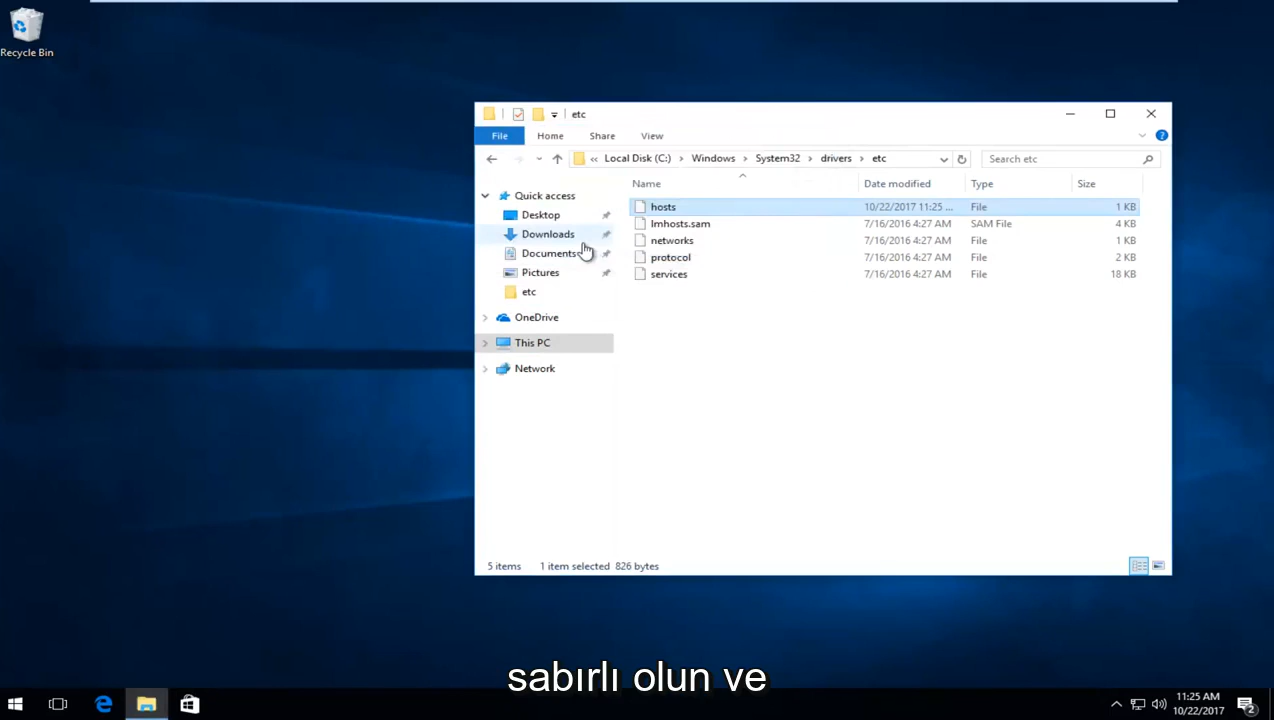 Recycle Bin
etc
File Home Share View
« Local Disk (C:) › Windows › System32 › drivers › etc
Search etc
Name Date modified Type Size
Quick access
Desktop
Downloads
Documents
Pictures
etc
OneDrive
This PC
Network
hosts 10/22/2017 11:25 ... File 1 KB
lmhosts.sam 7/16/2016 4:27 AM SAM File 4 KB
networks 7/16/2016 4:27 AM File 1 KB
protocol 7/16/2016 4:27 AM File 2 KB
services 7/16/2016 4:27 AM File 18 KB
5 items 1 item selected 826 bytes
sabırlı olun ve
11:25 AM
10/22/2017
2